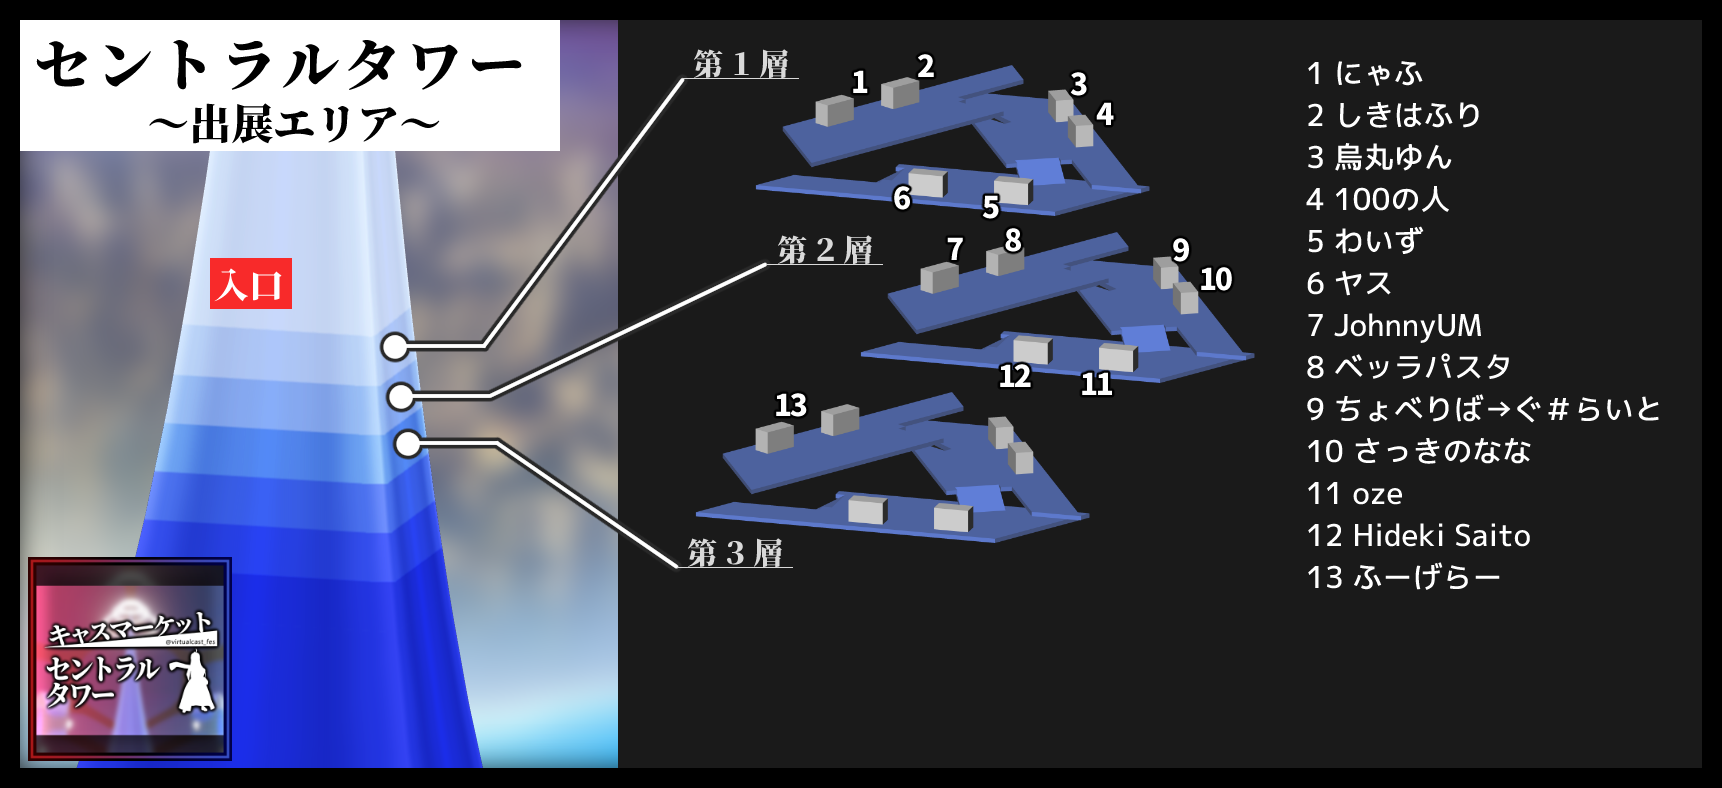 セントラルタワー
～出展エリア～
入口
キャスマーケット
@virtualcast_fes
セントラル
タワー
第1層
1
2
3
4
6
5
第2層
7
8
9
10
12
11
13
第3層
1 にゃふ
2 しきはふり
3 烏丸ゆん
4 100の人
5 わいず
6 ヤス
7 JohnnyUM
8 ベッラパスタ
9 ちょべりば→ぐ＃らいと
10 さっきのなな
11 oze
12 Hideki Saito
13 ふーげらー